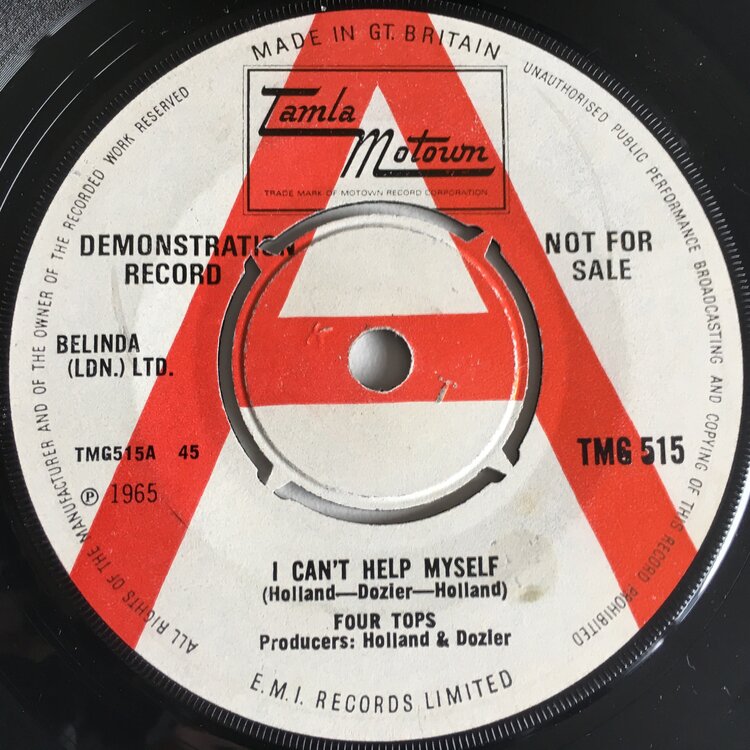 MADE IN GT. BRITAIN
UNAUTHORISED PUBLIC PERFORMANCE BROADCASTING AND COPYING OF THIS RECORD PROHIBITED
ALL RIGHTS OF THE MANUFACTURER AND OF THE OWNER OF THE RECORDED WORK RESERVED
A
Tamla
Motown
TRADE MARK OF MOTOWN RECORD CORPORATION
DEMONSTRATION
RECORD
NOT FOR
SALE
BELINDA
(LDN.) LTD.
TMG515A 45
TMG 515
℗ 1965
K
T
I CAN'T HELP MYSELF
(Holland—Dozier—Holland)
FOUR TOPS
Producers: Holland & Dozier
E.M.I. RECORDS LIMITED